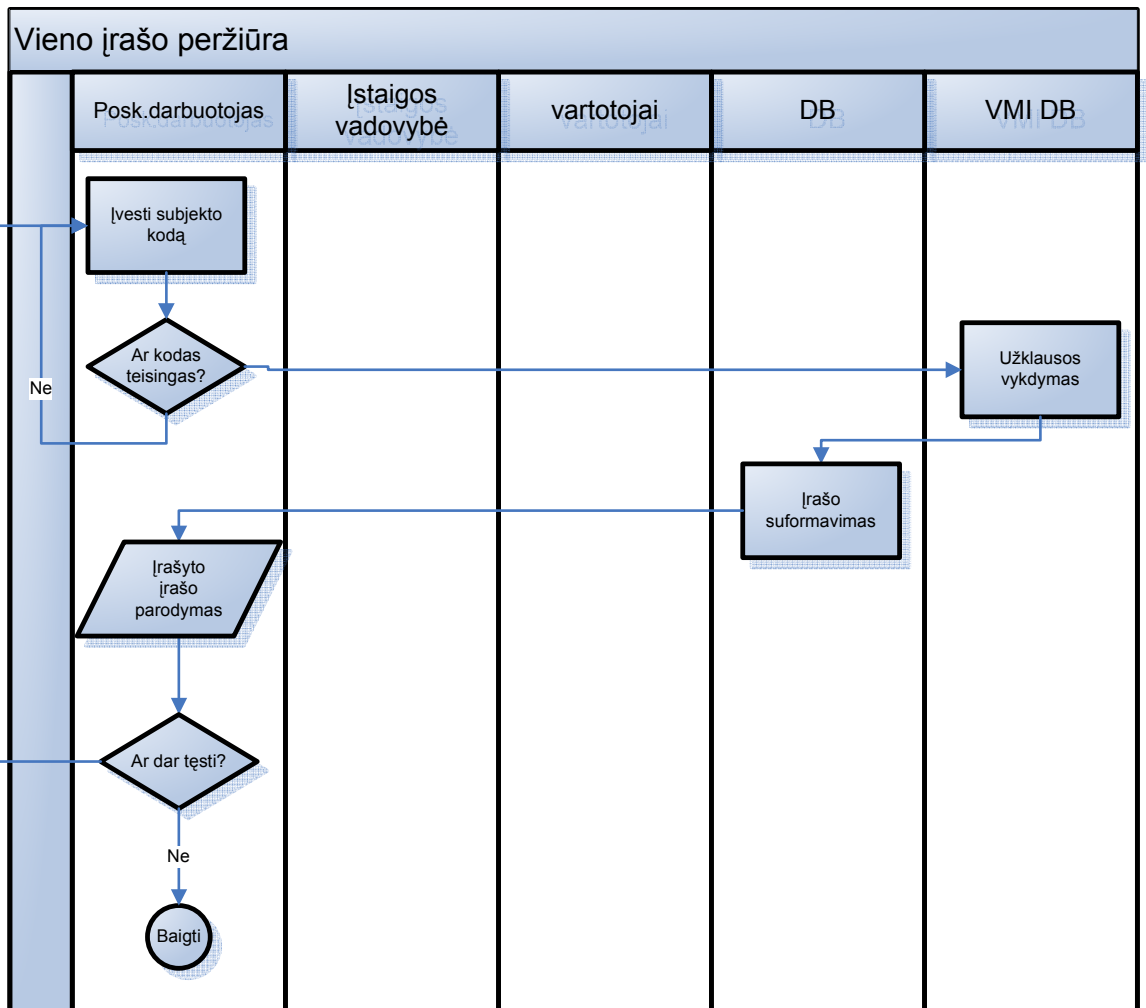 Vieno įrašo peržiūra
Posk.darbuotojas
Įstaigos
vadovybė
vartotojai
DB
VMI DB
Įvesti subjekto
kodą
Ar kodas
teisingas?
Ne
Užklausos
vykdymas
Įrašo
suformavimas
Įrašyto
įrašo
parodymas
Ar dar tęsti?
Ne
Baigti